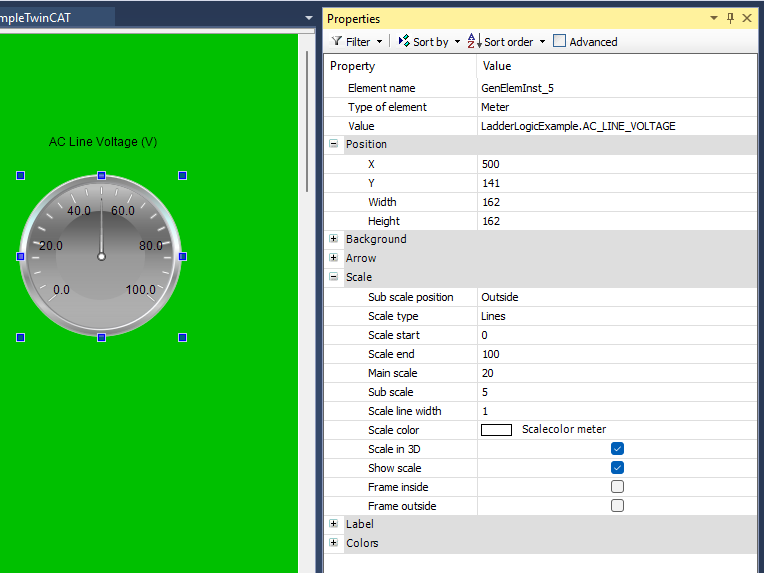 mpleTwinCAT
AC Line Voltage (V)
40.0 60.0
20.0 80.0
0.0 100.0
Properties
Filter Sort by Sort order Advanced
Property Value
Element name GenElemInst_5
Type of element Meter
Value LadderLogicExample.AC_LINE_VOLTAGE
Position
X 500
Y 141
Width 162
Height 162
Background
Arrow
Scale
Sub scale position Outside
Scale type Lines
Scale start 0
Scale end 100
Main scale 20
Sub scale 5
Scale line width 1
Scale color Scalecolor meter
Scale in 3D
Show scale
Frame inside
Frame outside
Label
Colors